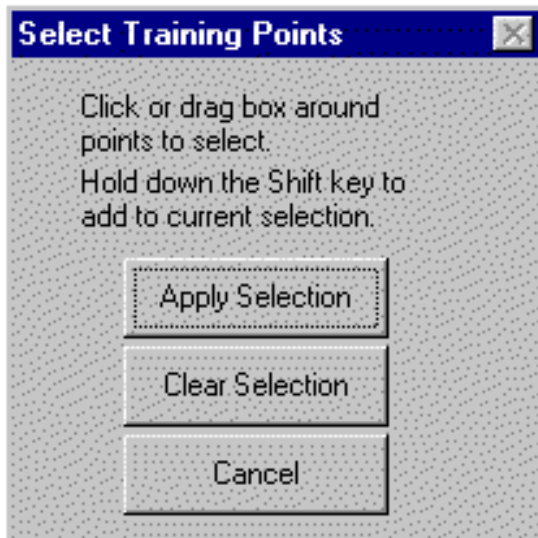 Select Training Points
Click or drag box around
points to select.
Hold down the Shift key to
add to current selection.
Apply Selection
Clear Selection
Cancel